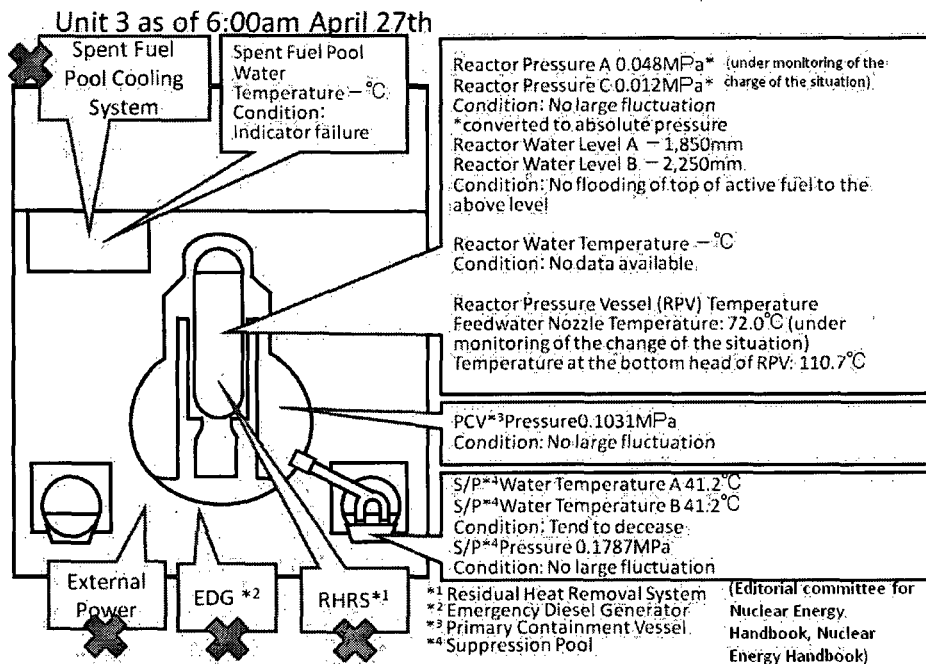 Unit 3 as of 6:00am April 27th
Spent Fuel
Pool Cooling
System
Spent Fuel Pool
Water
Temperature－℃
Condition:
Indicator failure
Reactor Pressure A 0.048MPa* (under monitoring of the
Reactor Pressure C 0.012MPa* charge of the situation)
Condition: No large fluctuation
*converted to absolute pressure
Reactor Water Level A －1,850mm
Reactor Water Level B －2,250mm
Condition: No flooding of top of active fuel to the
above level
Reactor Water Temperature －℃
Condition: No data available
Reactor Pressure Vessel (RPV) Temperature
Feedwater Nozzle Temperature: 72.0℃ (under
monitoring of the change of the situation)
Temperature at the bottom head of RPV: 110.7℃
PCV*3Pressure0.1031MPa
Condition: No large fluctuation
S/P*4Water Temperature A 41.2℃
S/P*4Water Temperature B 41.2℃
Condition: Tend to decease
S/P*4Pressure 0.1787MPa
Condition: No large fluctuation
External
Power
EDG *2
RHRS*1
*1 Residual Heat Removal System
*2 Emergency Diesel Generator
*3 Primary Containment Vessel
*4 Suppression Pool
(Editorial committee for
Nuclear Energy
Handbook, Nuclear
Energy Handbook)